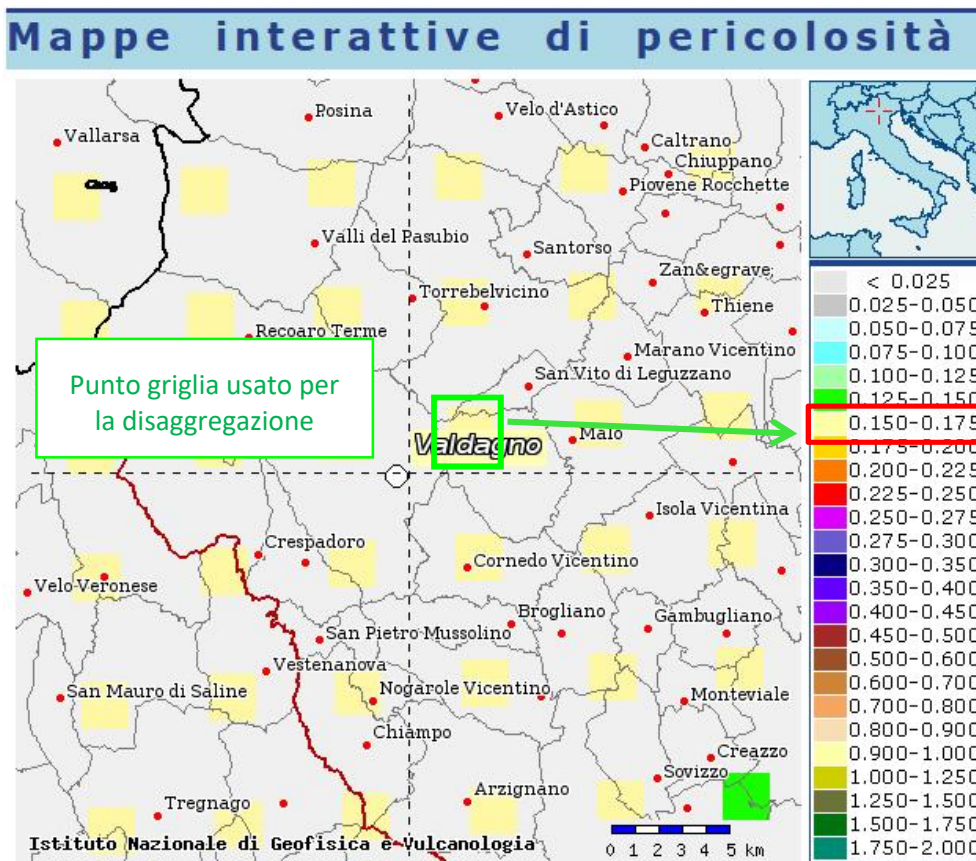 Mappe interattive di pericolosità
Posina
Velo d'Astico
Vallarsa
Caltrano
Chiuppano
Piovene Rocchette
Valli del Pasubio
Santorso
Zan&egrave;
Torrebelvicino
Thiene
Recoaro Terme
Marano Vicentino
San Vito di Leguzzano
Punto griglia usato per
la disaggregazione
Valdagno
Malo
Isola Vicentina
Crespadoro
Cornedo Vicentino
Velo Veronese
Brogliano
Gambugliano
San Pietro Mussolino
Vestenanova
San Mauro di Saline
Nogarole Vicentino
Monteviale
Chiampo
Creazzo
Sovizzo
Tregnago
Arzignano
Istituto Nazionale di Geofisica e Vulcanologia
0 1 2 3 4 5 km
< 0.025
0.025-0.050
0.050-0.075
0.075-0.100
0.100-0.125
0.125-0.150
0.150-0.175
0.175-0.200
0.200-0.225
0.225-0.250
0.250-0.275
0.275-0.300
0.300-0.350
0.350-0.400
0.400-0.450
0.450-0.500
0.500-0.600
0.600-0.700
0.700-0.800
0.800-0.900
0.900-1.000
1.000-1.250
1.250-1.500
1.500-1.750
1.750-2.000